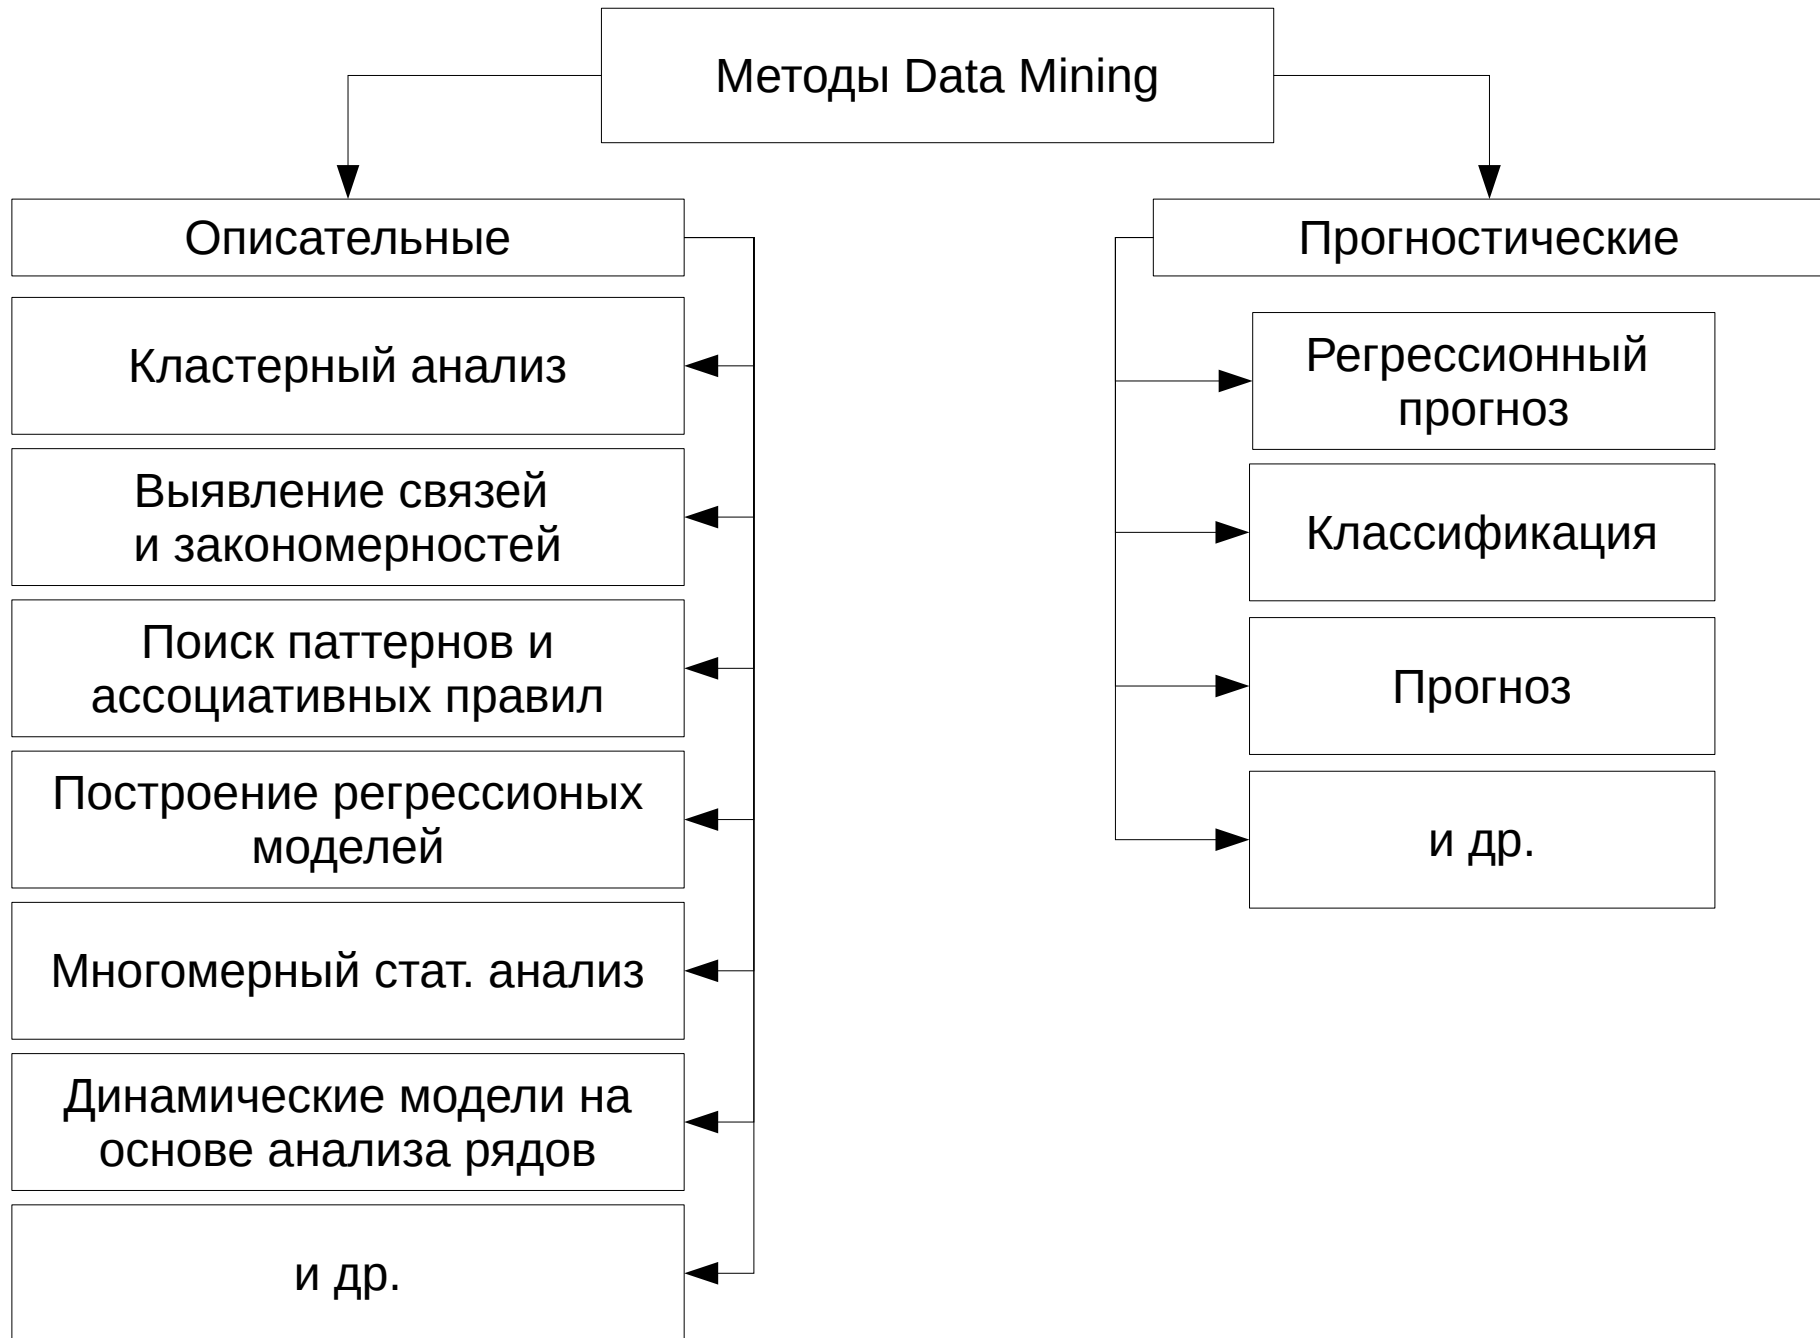 Методы Data Mining
Описательные
Кластерный анализ
Выявление связей
и закономерностей
Поиск паттернов и
ассоциативных правил
Построение регрессионых
моделей
Многомерный стат. анализ
Динамические модели на
основе анализа рядов
и др.
Прогностические
Регрессионный
прогноз
Классификация
Прогноз
и др.